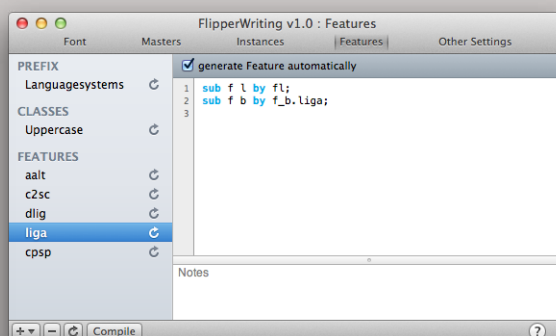 FlipperWriting v1.0 : Features
Font Masters Instances Features Other Settings
PREFIX
Languagesystems
CLASSES
Uppercase
FEATURES
aalt
c2sc
dlig
liga
cpsp
generate Feature automatically
1 sub f l by fl;
2 sub f b by f_b.liga;
3
Notes
Compile
?